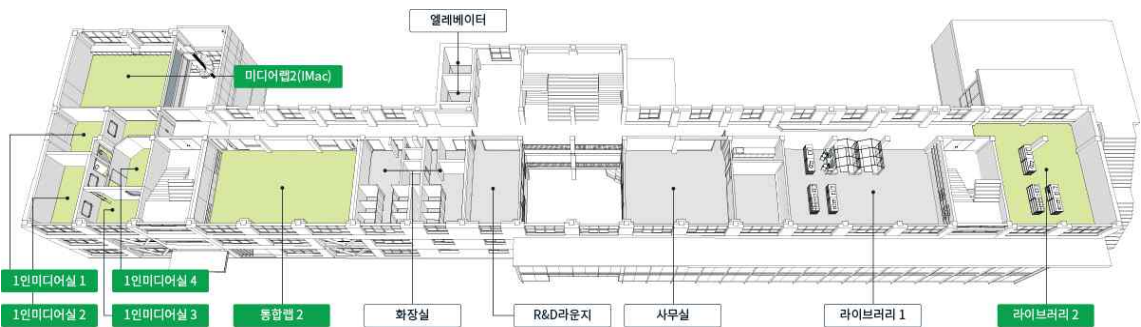 엘레베이터
미디어랩2(IMac)
1인미디어실 1
1인미디어실 4
1인미디어실 2
1인미디어실 3
통합랩 2
화장실
R&D라운지
사무실
라이브러리 1
라이브러리 2